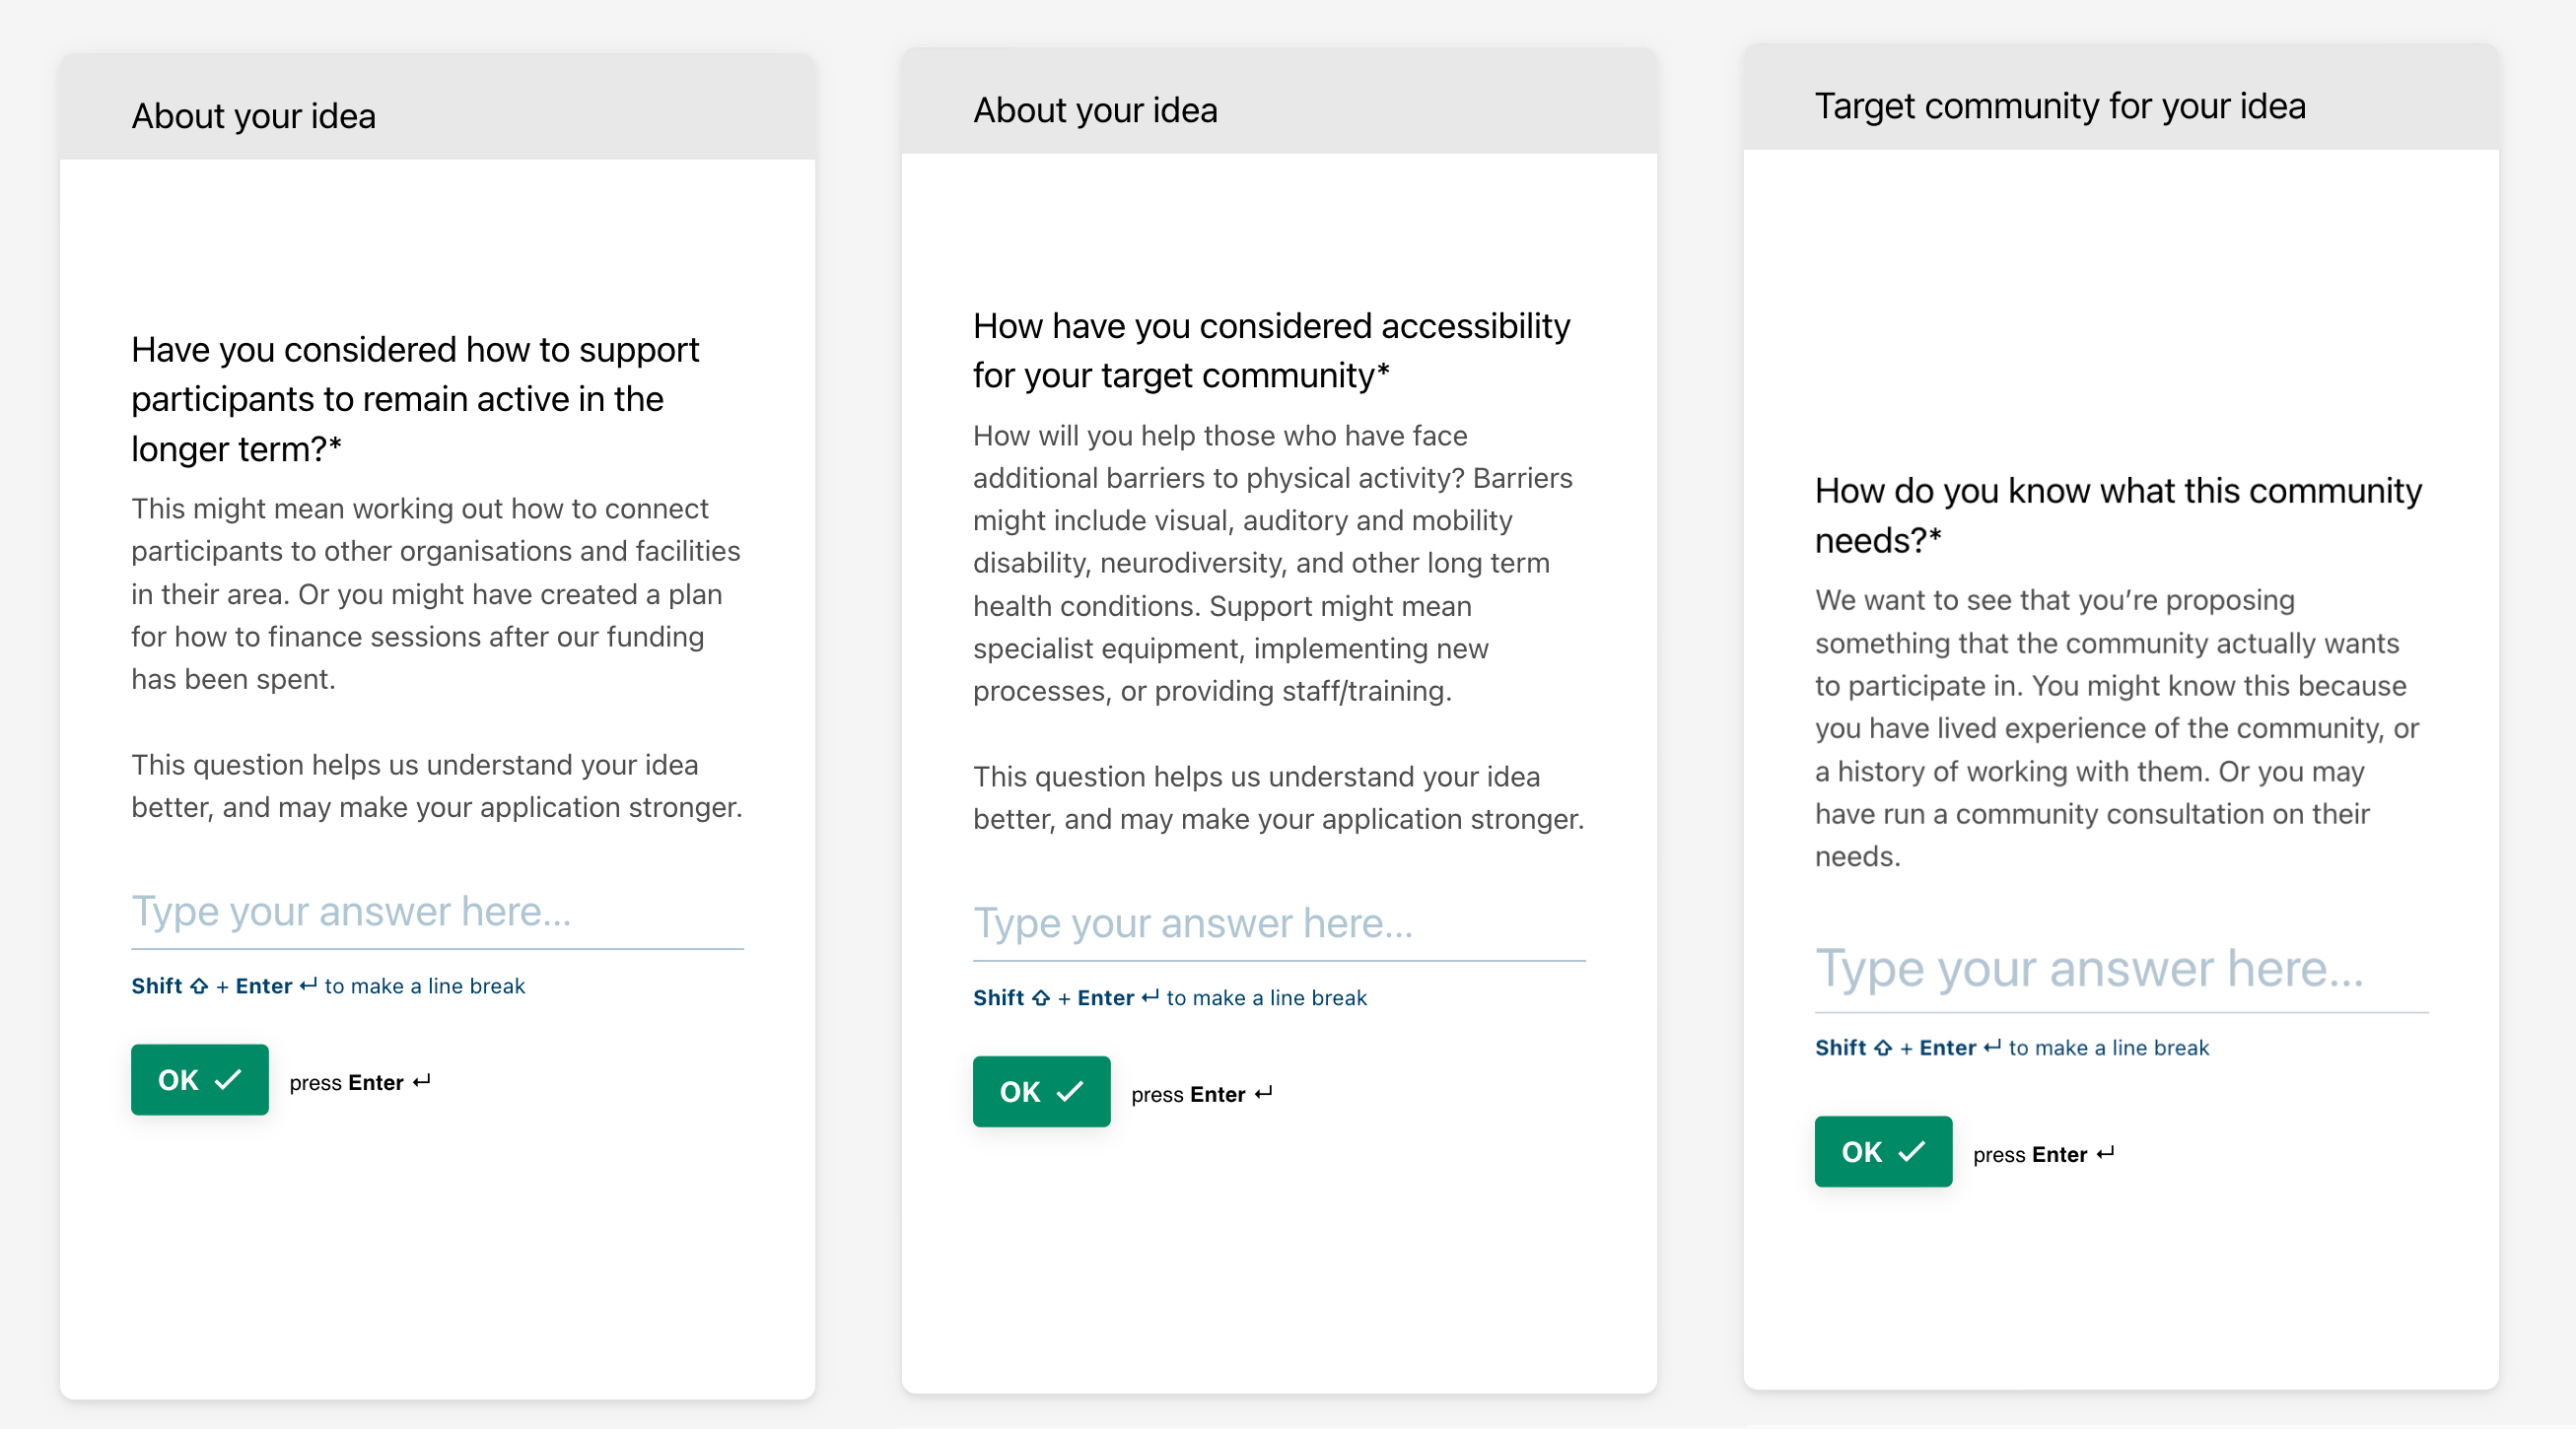 About your idea
Have you considered how to support
participants to remain active in the
longer term?*
This might mean working out how to connect
participants to other organisations and facilities
in their area. Or you might have created a plan
for how to finance sessions after our funding
has been spent.
This question helps us understand your idea
better, and may make your application stronger.
Type your answer here...
Shift ⇧ + Enter ↵ to make a line break
OK ✓ press Enter ↵
About your idea
How have you considered accessibility
for your target community*
How will you help those who have face
additional barriers to physical activity? Barriers
might include visual, auditory and mobility
disability, neurodiversity, and other long term
health conditions. Support might mean
specialist equipment, implementing new
processes, or providing staff/training.
This question helps us understand your idea
better, and may make your application stronger.
Type your answer here...
Shift ⇧ + Enter ↵ to make a line break
OK ✓ press Enter ↵
Target community for your idea
How do you know what this community
needs?*
We want to see that you’re proposing
something that the community actually wants
to participate in. You might know this because
you have lived experience of the community, or
a history of working with them. Or you may
have run a community consultation on their
needs.
Type your answer here...
Shift ⇧ + Enter ↵ to make a line break
OK ✓ press Enter ↵